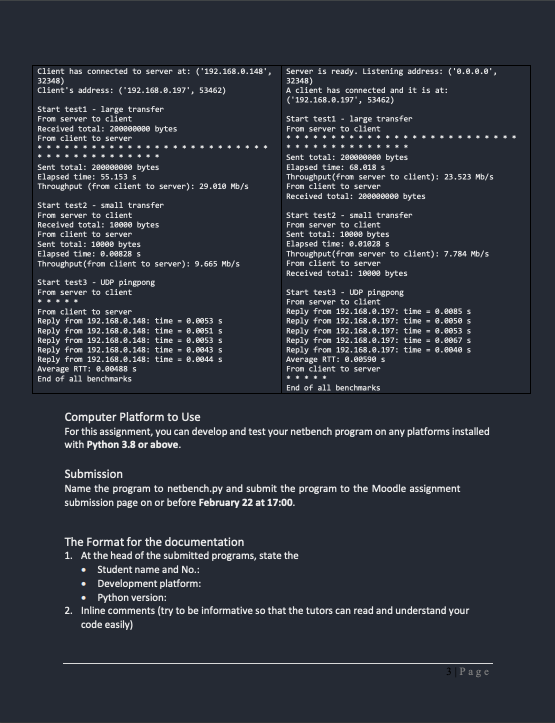 Client has connected to server at: ('192.168.0.148',
32348)
Client's address: ('192.168.0.197', 53462)
Start test1 - large transfer
From server to client
Received total: 200000000 bytes
From client to server
* * * * * * * * * * * * * * * * * * * * * * * * * *
* * * * * * * * * * * * * *
Sent total: 200000000 bytes
Elapsed time: 55.153 s
Throughput (from client to server): 29.010 Mb/s
Start test2 - small transfer
From server to client
Received total: 10000 bytes
From client to server
Sent total: 10000 bytes
Elapsed time: 0.00828 s
Throughput(from client to server): 9.665 Mb/s
Start test3 - UDP pingpong
From server to client
* * * * *
From client to server
Reply from 192.168.0.148: time = 0.0053 s
Reply from 192.168.0.148: time = 0.0051 s
Reply from 192.168.0.148: time = 0.0053 s
Reply from 192.168.0.148: time = 0.0043 s
Reply from 192.168.0.148: time = 0.0044 s
Average RTT: 0.00488 s
End of all benchmarks
Server is ready. Listening address: ('0.0.0.0',
32348)
A client has connected and it is at:
('192.168.0.197', 53462)
Start test1 - large transfer
From server to client
* * * * * * * * * * * * * * * * * * * * * * * * * *
* * * * * * * * * * * * * *
Sent total: 200000000 bytes
Elapsed time: 68.018 s
Throughput(from server to client): 23.523 Mb/s
From client to server
Received total: 200000000 bytes
Start test2 - small transfer
From server to client
Sent total: 10000 bytes
Elapsed time: 0.01028 s
Throughput(from server to client): 7.784 Mb/s
From client to server
Received total: 10000 bytes
Start test3 - UDP pingpong
From server to client
Reply from 192.168.0.197: time = 0.0085 s
Reply from 192.168.0.197: time = 0.0050 s
Reply from 192.168.0.197: time = 0.0053 s
Reply from 192.168.0.197: time = 0.0067 s
Reply from 192.168.0.197: time = 0.0040 s
Average RTT: 0.00590 s
From client to server
* * * * *
End of all benchmarks
Computer Platform to Use
For this assignment, you can develop and test your netbench program on any platforms installed
with Python 3.8 or above.
Submission
Name the program to netbench.py and submit the program to the Moodle assignment
submission page on or before February 22 at 17:00.
The Format for the documentation
1. At the head of the submitted programs, state the
• Student name and No.:
• Development platform:
• Python version:
2. Inline comments (try to be informative so that the tutors can read and understand your
code easily)
3 | P a g e